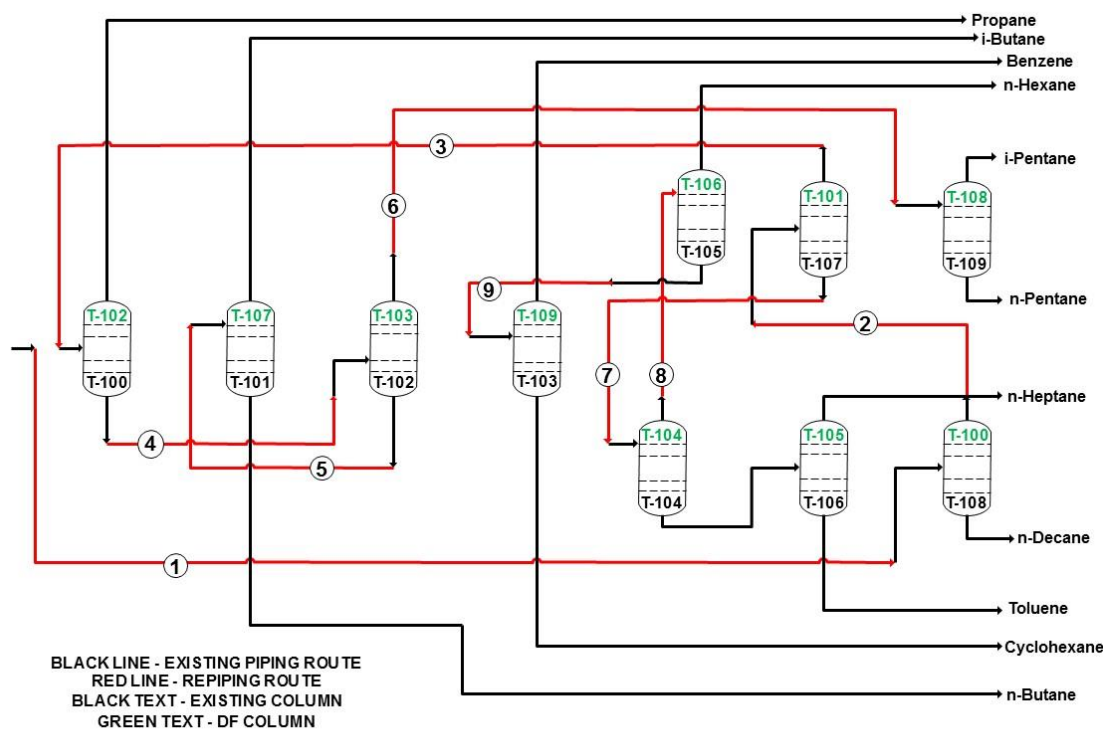 Propane
i-Butane
Benzene
n-Hexane
3
i-Pentane
T-106
T-101
T-108
6
T-105
T-107
T-109
9
n-Pentane
T-102
T-107
T-103
T-109
2
T-100
T-101
T-102
T-103
7
8
n-Heptane
4
T-104
T-105
T-100
5
T-104
T-106
T-108
n-Decane
1
Toluene
Cyclohexane
BLACK LINE - EXISTING PIPING ROUTE
RED LINE - REPIPING ROUTE
BLACK TEXT - EXISTING COLUMN
GREEN TEXT - DF COLUMN
n-Butane